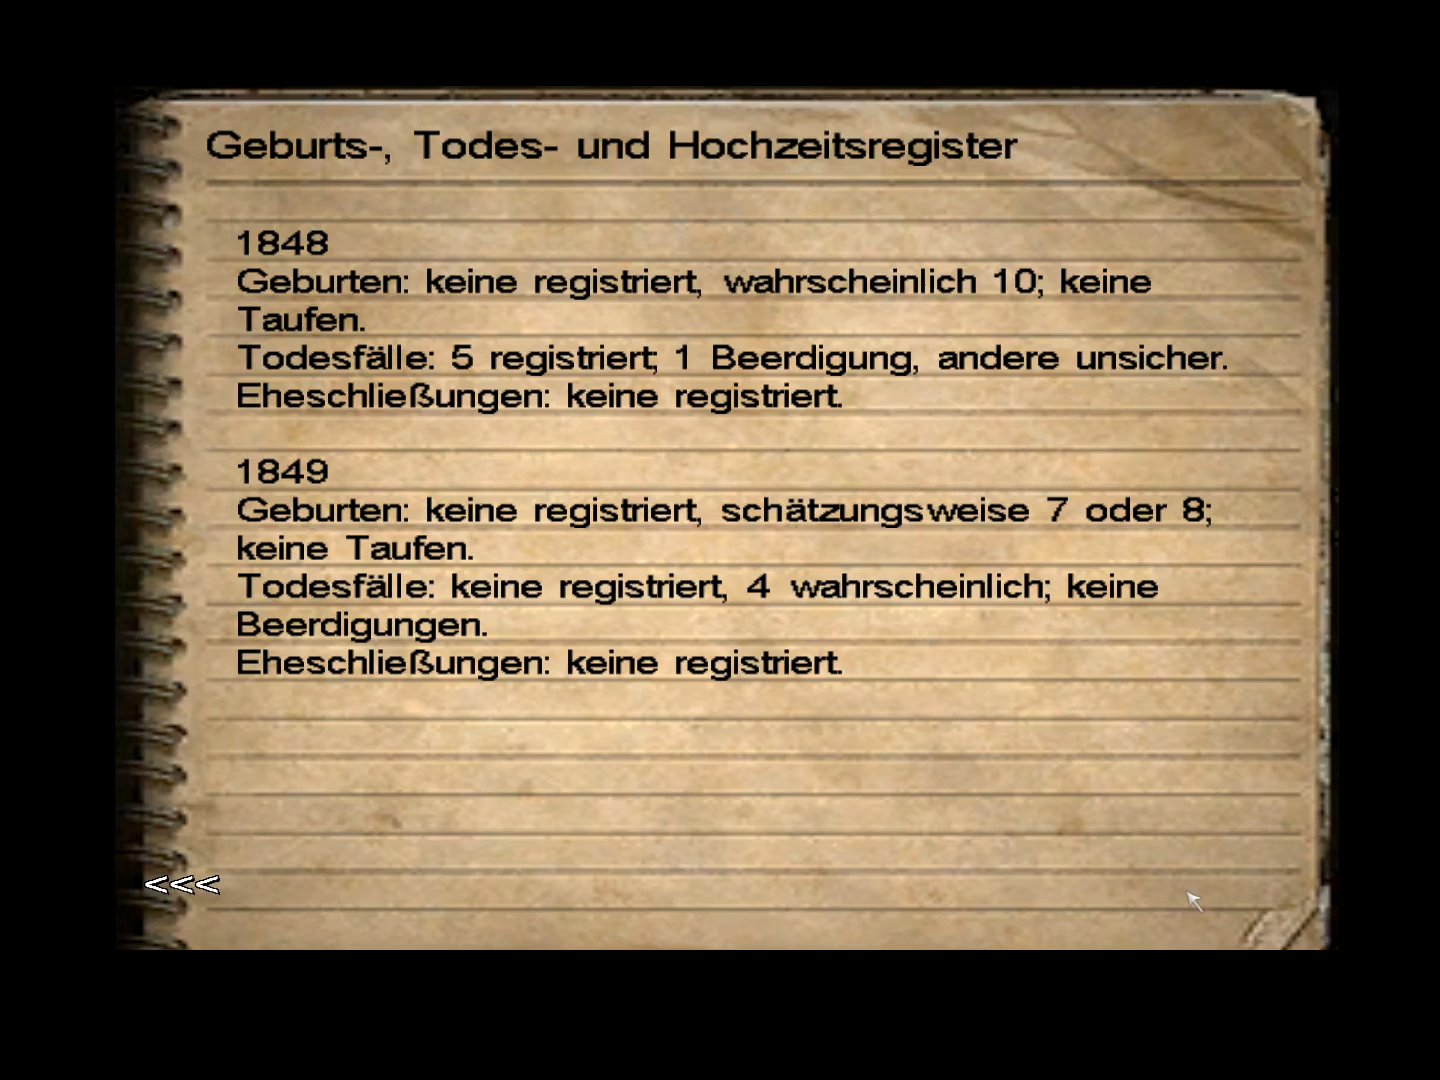 Geburts-, Todes- und Hochzeitsregister
1848
Geburten: keine registriert, wahrscheinlich 10; keine
Taufen.
Todesfälle: 5 registriert; 1 Beerdigung, andere unsicher.
Eheschließungen: keine registriert.
1849
Geburten: keine registriert, schätzungsweise 7 oder 8;
keine Taufen.
Todesfälle: keine registriert, 4 wahrscheinlich; keine
Beerdigungen.
Eheschließungen: keine registriert.
<<<